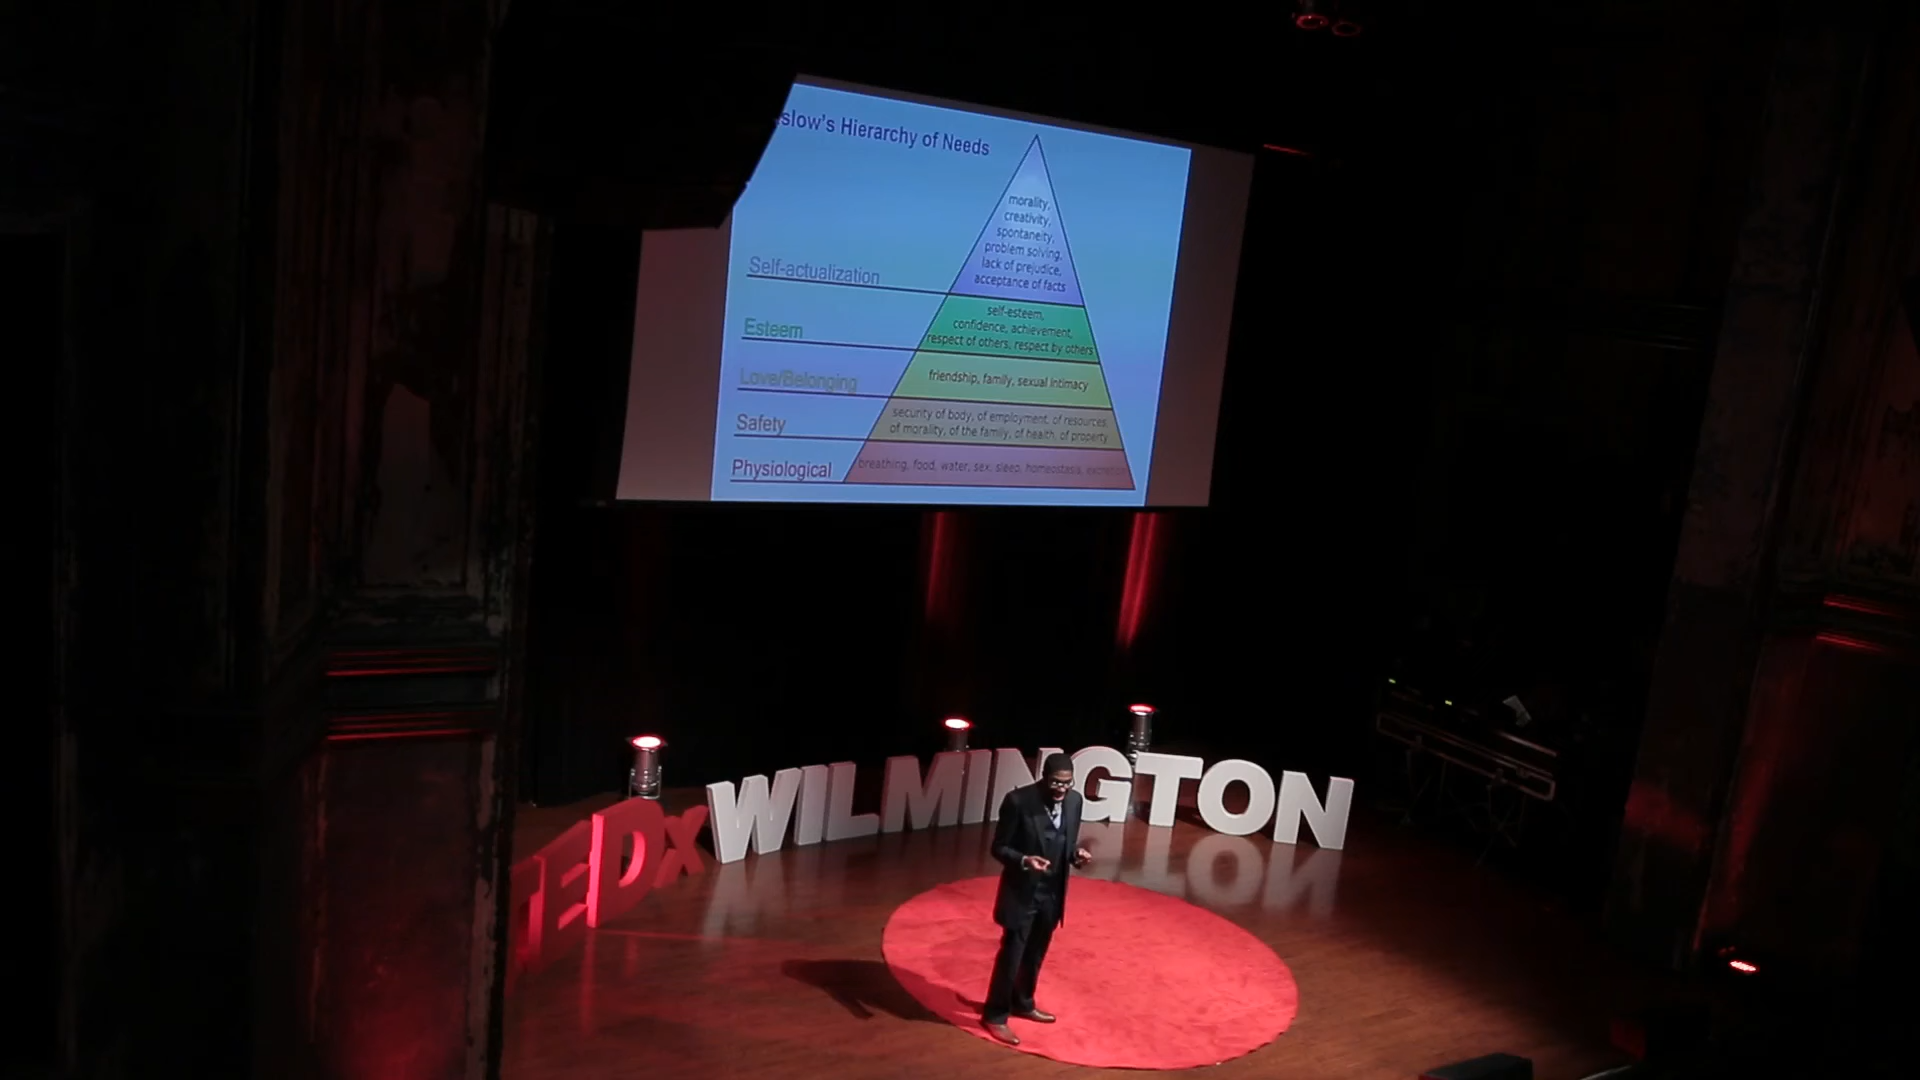 slow's Hierarchy of Needs
morality,
creativity,
spontaneity,
problem solving,
lack of prejudice,
acceptance of facts
Self-actualization
self-esteem,
confidence, achievement,
respect of others, respect by others
Esteem
friendship, family, sexual intimacy
Love/Belonging
security of body, of employment, of resources,
of morality, of the family, of health, of property
Safety
breathing, food, water, sex, sleep, homeostasis,
Physiological
TEDxWILMINGTON